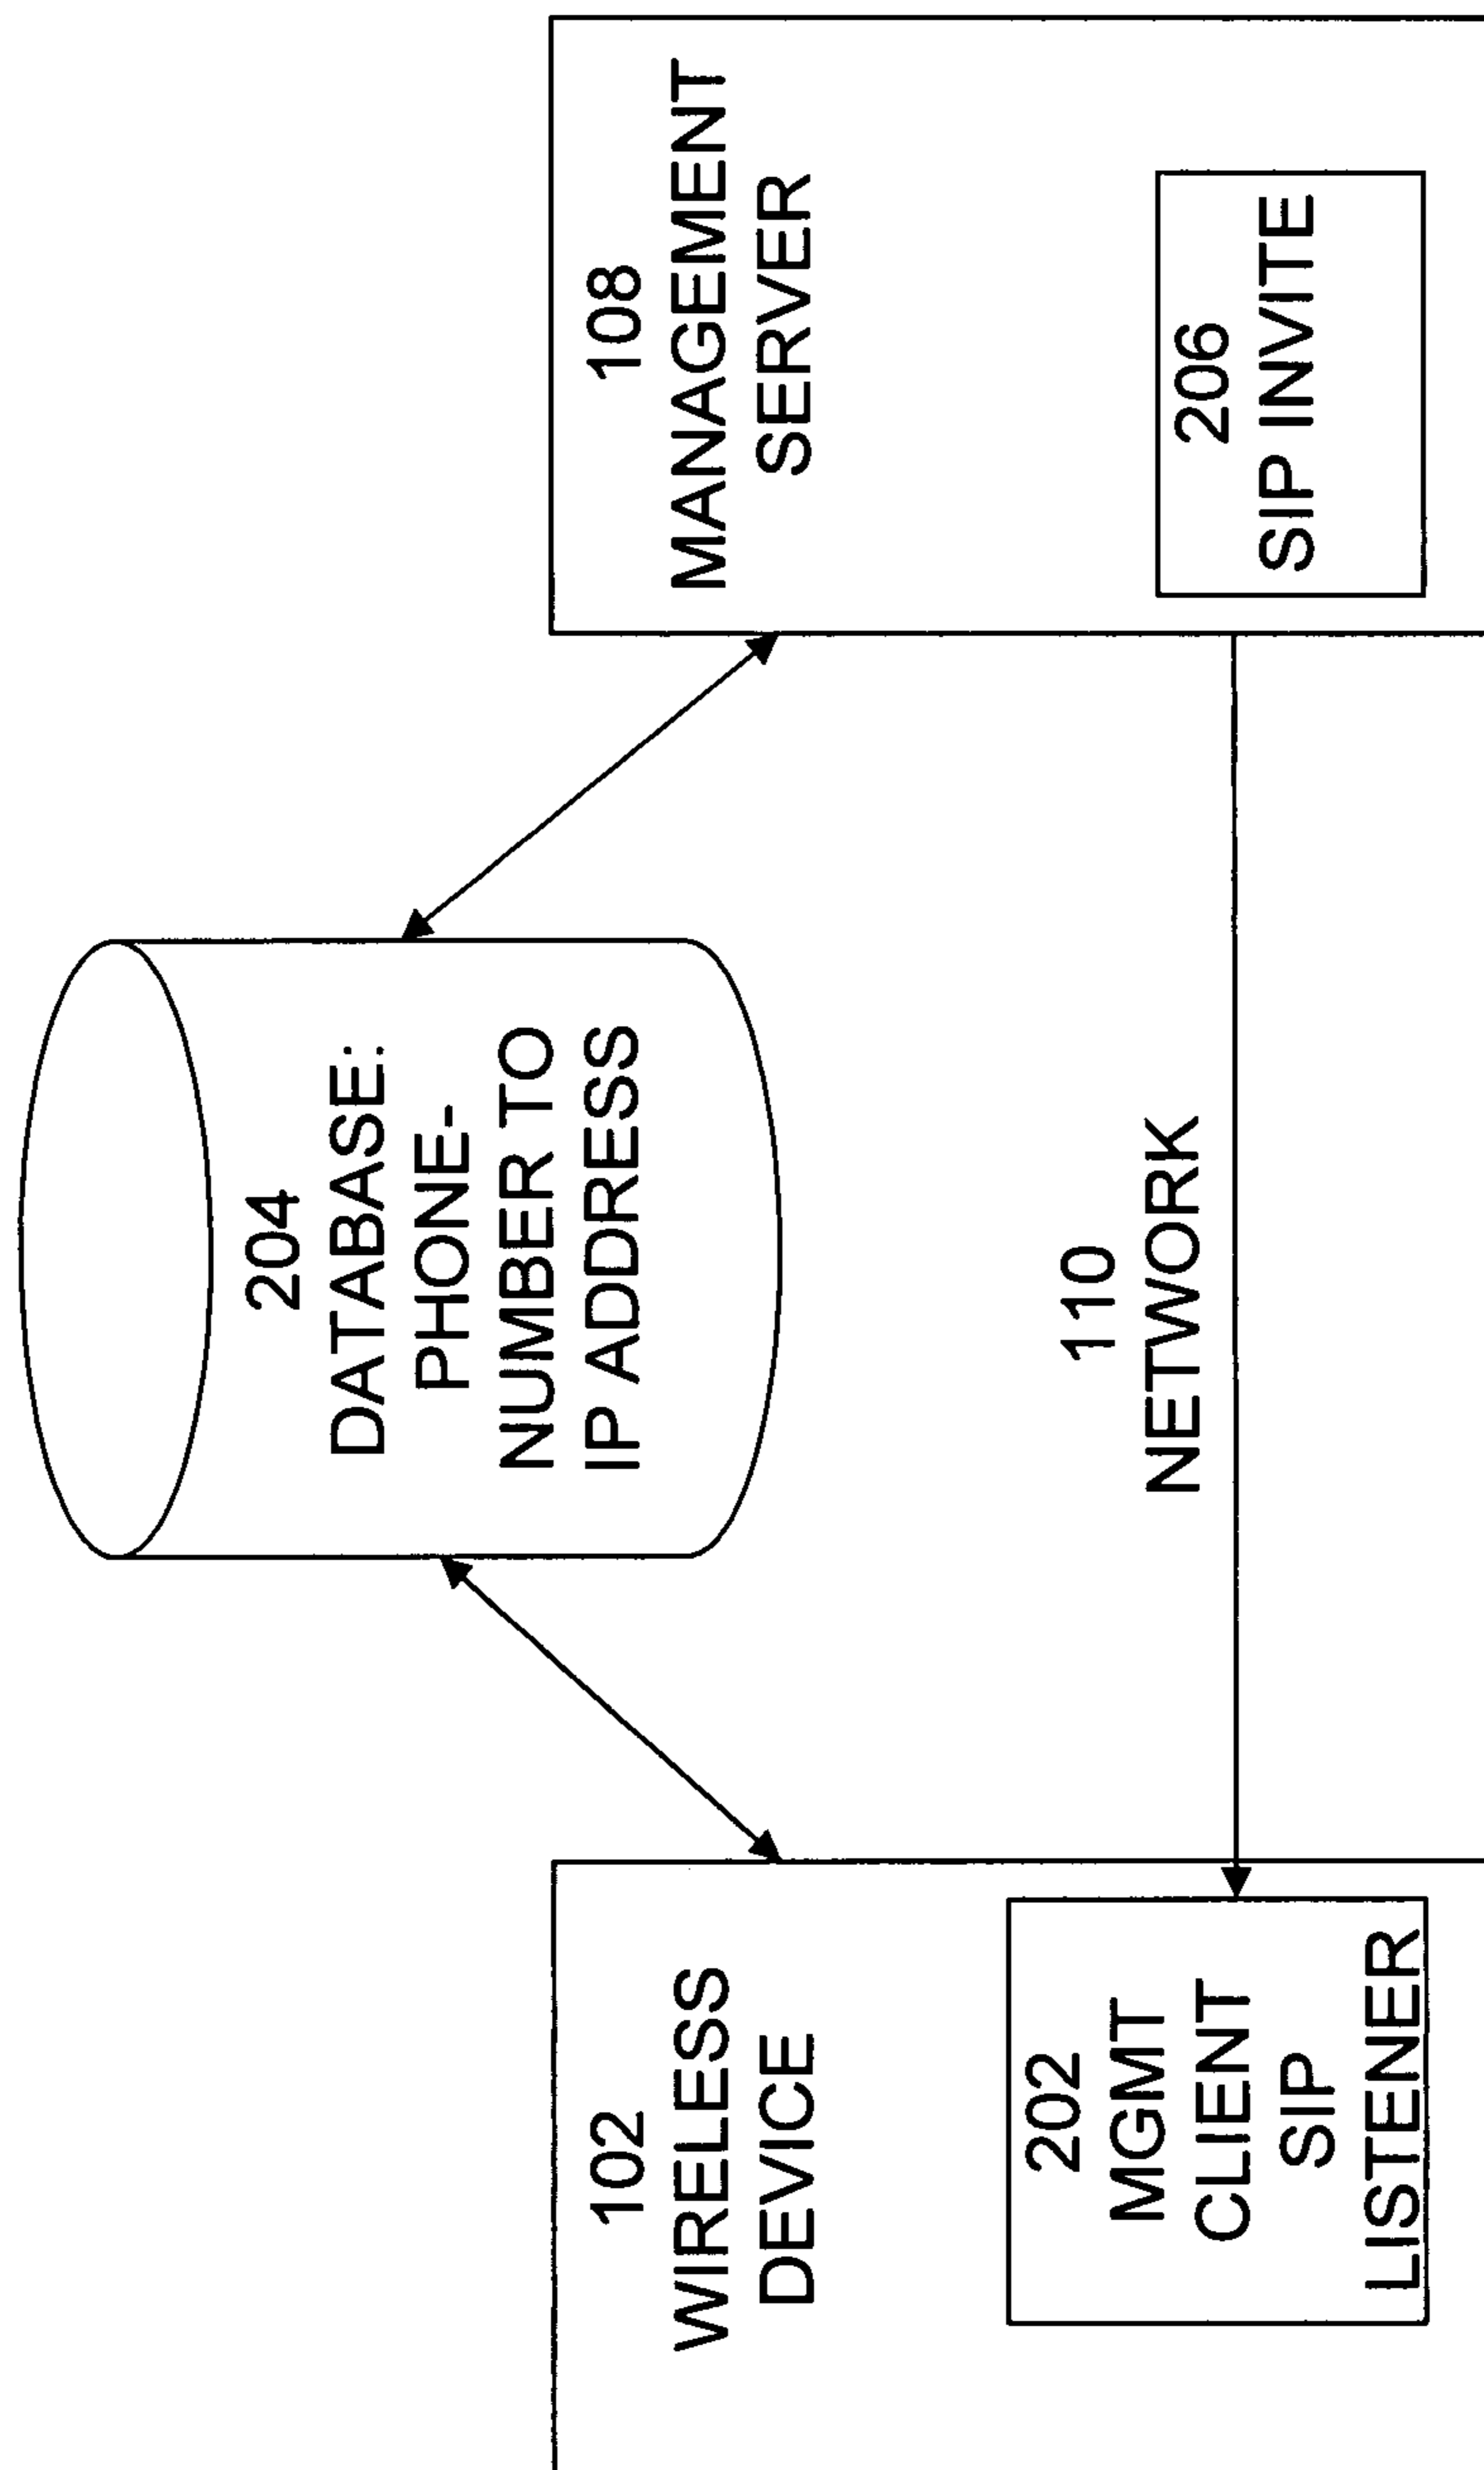 204
DATABASE:
PHONE-
NUMBER TO
IP ADDRESS
102
WIRELESS
DEVICE
202
MGMT
CLIENT
SIP
LISTENER
110
NETWORK
108
MANAGEMENT
SERVER
206
SIP INVITE